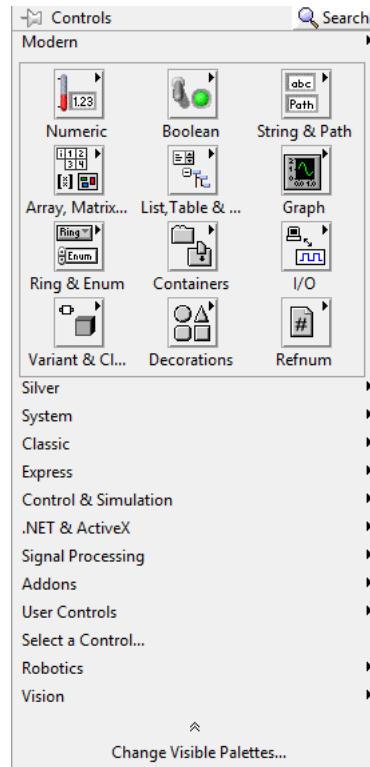 Controls Search
Modern
1.23 abc Path
Numeric Boolean String & Path
Array, Matrix... List,Table & ... Graph
Ring Enum
Ring & Enum Containers I/O
#
Variant & Cl... Decorations Refnum
Silver
System
Classic
Express
Control & Simulation
.NET & ActiveX
Signal Processing
Addons
User Controls
Select a Control...
Robotics
Vision
Change Visible Palettes...